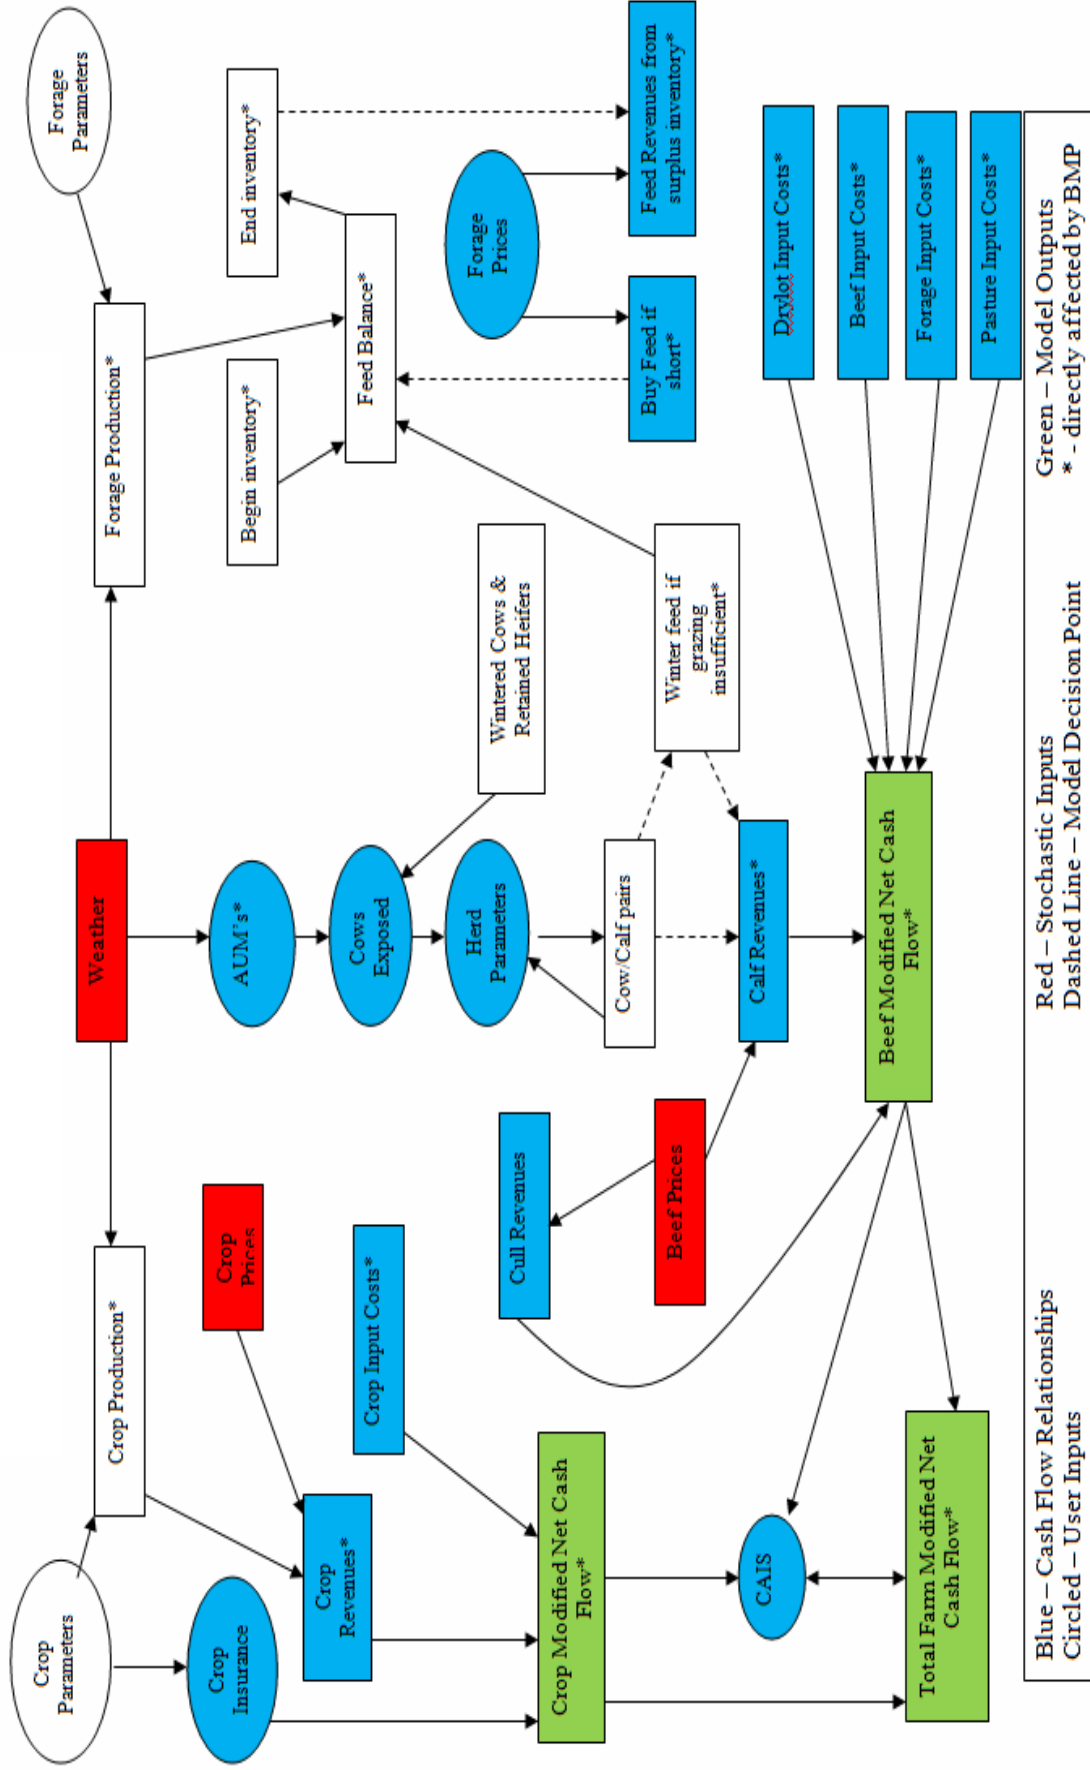 Crop
Parameters
Crop
Insurance
Crop Production*
Crop
Revenues*
Crop
Prices
Crop Input Costs*
Crop Modified Net Cash
Flow*
CAIS
Total Farm Modified Net
Cash Flow*
Weather
AUM's*
Cows
Exposed
Herd
Parameters
Cow/Calf pairs
Calf Revenues*
Cull Revenues
Beef Prices
Beef Modified Net Cash
Flow*
Wintered Cows &
Retained Heifers
Winter feed if
grazing
insufficient*
Forage
Parameters
Forage Production*
Begin inventory*
End inventory*
Feed Balance*
Forage
Prices
Buy Feed if
short*
Feed Revenues from
surplus inventory*
Drylot Input Costs*
Beef Input Costs*
Forage Input Costs*
Pasture Input Costs*
Blue – Cash Flow Relationships
Circled – User Inputs
Red – Stochastic Inputs
Dashed Line – Model Decision Point
Green – Model Outputs
* - directly affected by BMP